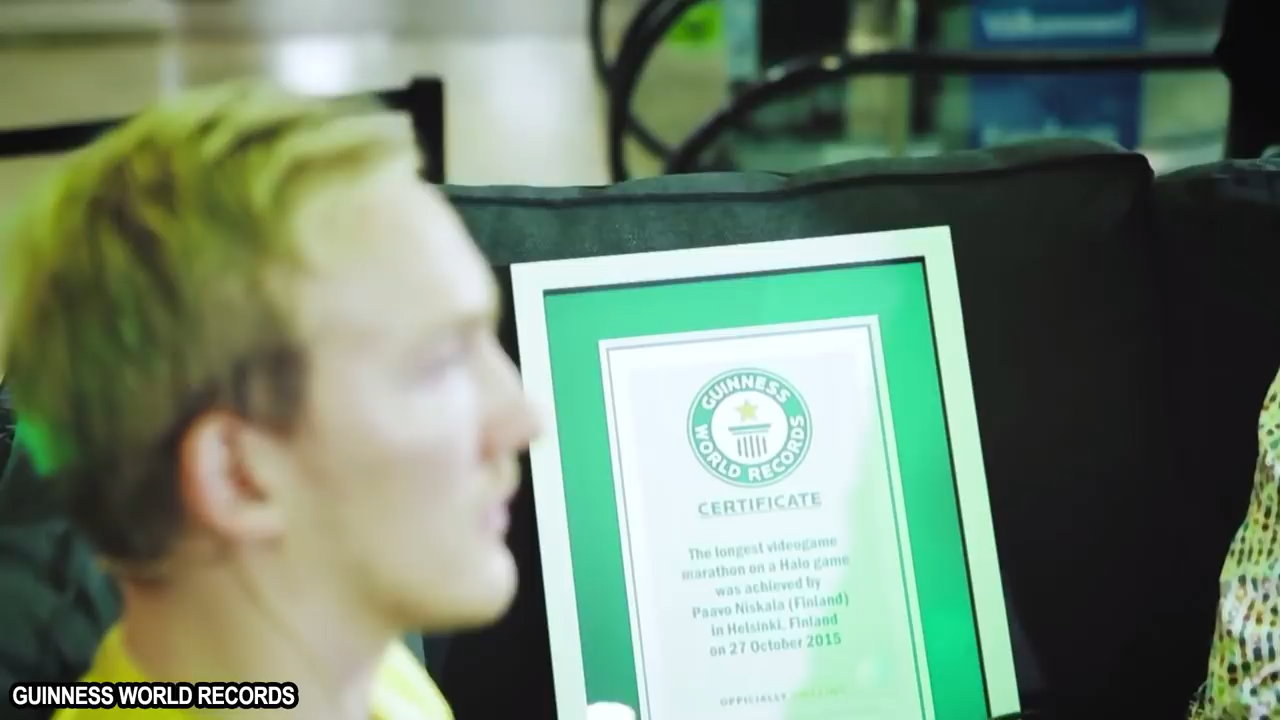 GUINNESS
WORLD RECORDS
CERTIFICATE
The longest videogame
marathon on a Halo game
was achieved by
Paavo Niskala (Finland)
in Helsinki, Finland
on 27 October 2015
OFFICIALLY
GUINNESS WORLD RECORDS